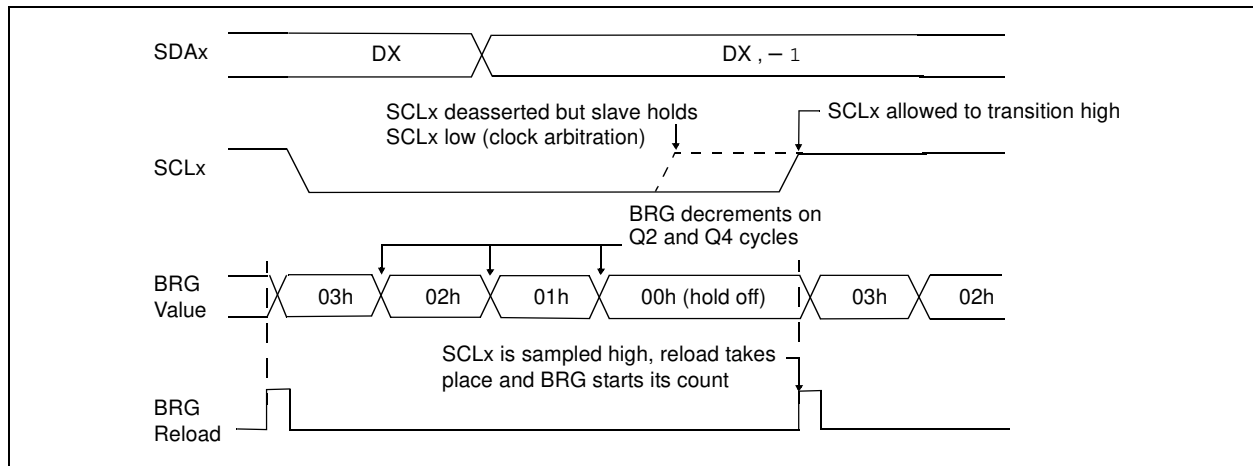 SDAx
DX
DX , – 1
SCLx deasserted but slave holds
SCLx low (clock arbitration)
SCLx allowed to transition high
SCLx
BRG decrements on
Q2 and Q4 cycles
BRG
Value
03h
02h
01h
00h (hold off)
03h
02h
SCLx is sampled high, reload takes
place and BRG starts its count
BRG
Reload